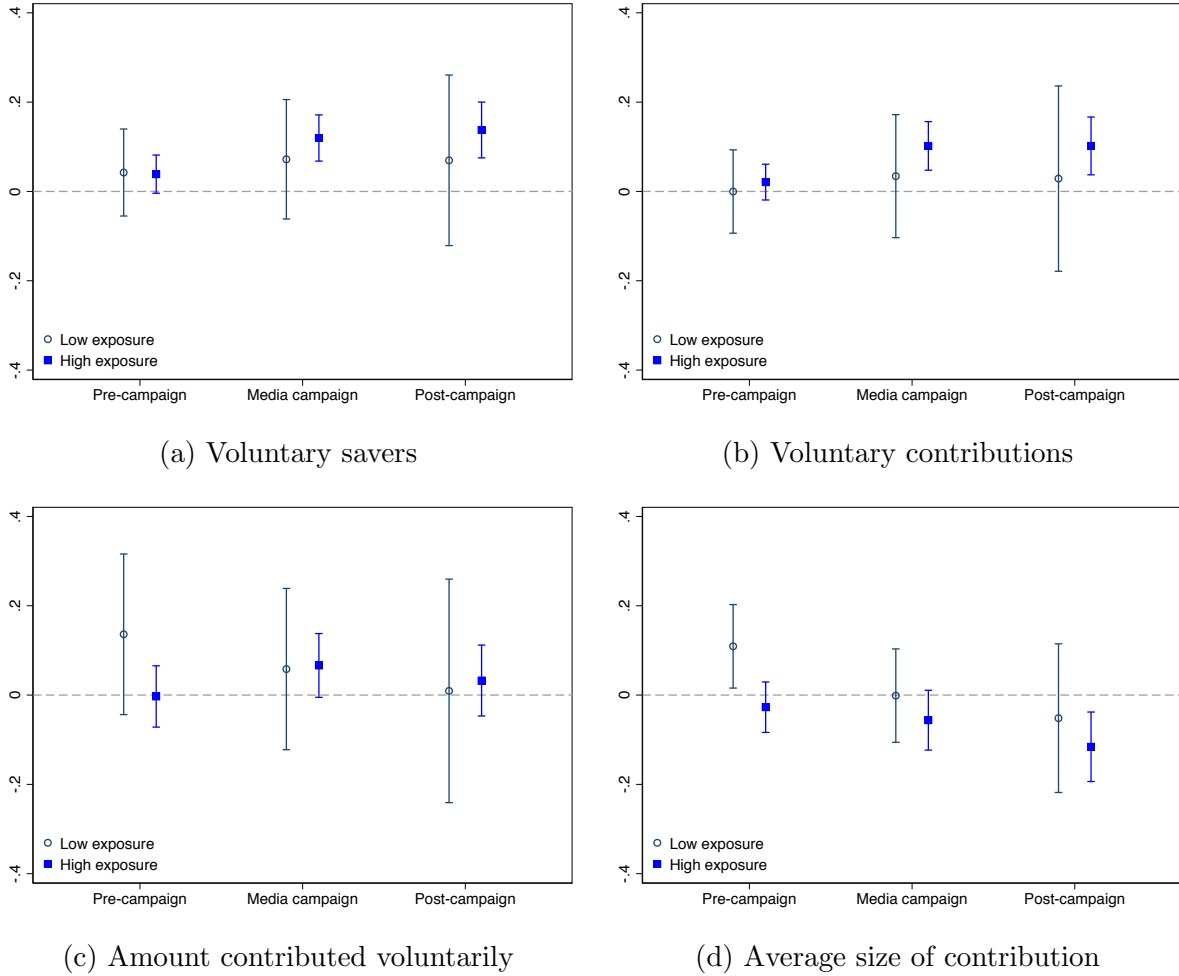 .4
.2
0
-.2
-.4
Low exposure
High exposure
Pre-campaign Media campaign Post-campaign
(a) Voluntary savers
.4
.2
0
-.2
-.4
Low exposure
High exposure
Pre-campaign Media campaign Post-campaign
(b) Voluntary contributions
.4
.2
0
-.2
-.4
Low exposure
High exposure
Pre-campaign Media campaign Post-campaign
(c) Amount contributed voluntarily
.4
.2
0
-.2
-.4
Low exposure
High exposure
Pre-campaign Media campaign Post-campaign
(d) Average size of contribution